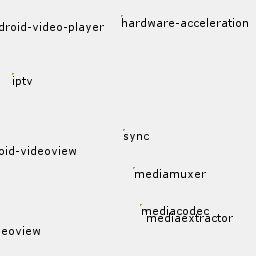 hardware-acceleration
droid-video-player
iptv
sync
oid-videoview
mediamuxer
mediacodec
mediaextractor
eoview